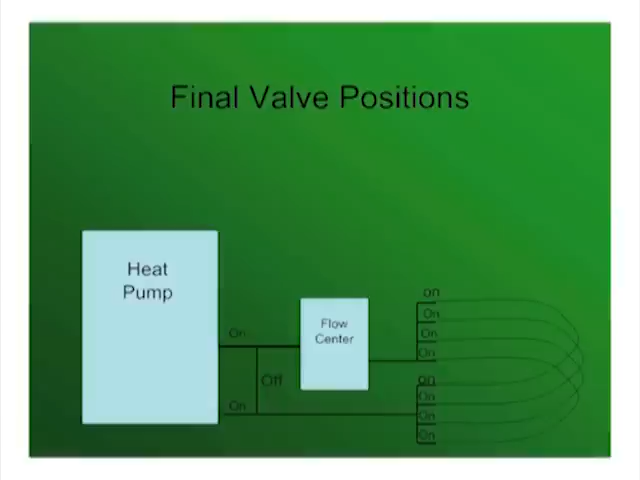 Final Valve Positions
Heat
Pump
Flow
Center
On
Off
On
on
On
On
On
on
On
On
On